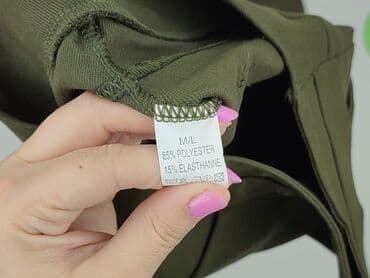 M/L
85% POLYESTER
15% ELASTHANNE